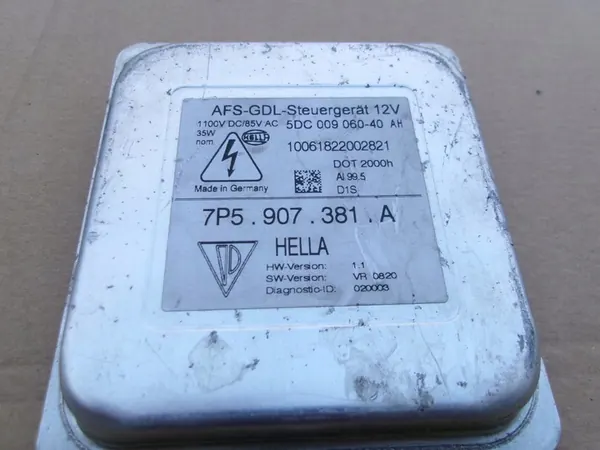 AFS-GDL-Steuergerät 12V
1100V DC/85V AC 5DC 009 060-40 AH
35W
nom.
HELLA
10061822002821
DOT 2000h
Al 99.5
D1S
Made in Germany
7P5.907.381.A
HELLA
HW-Version: 1.1
SW-Version: VR 0820
Diagnostic-ID: 020003